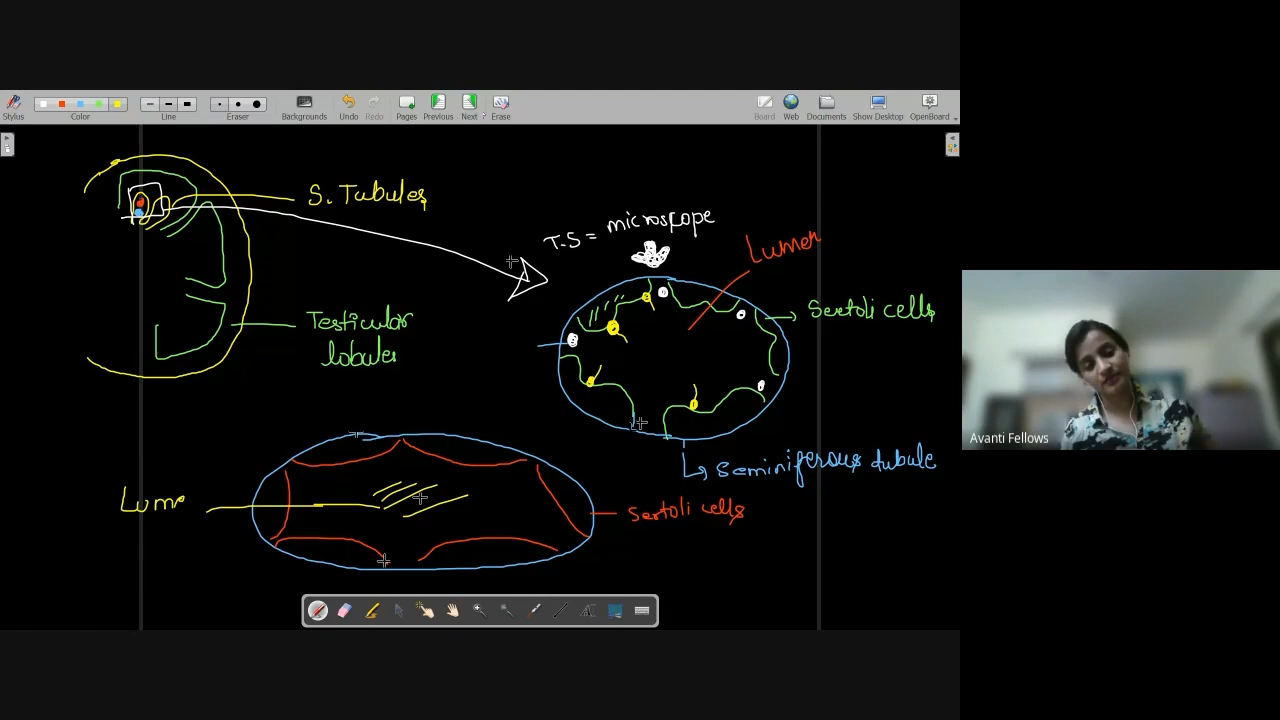 Stylus
Color
Line
Eraser
Backgrounds
Undo
Redo
Pages
Previous
Next
Erase
Board
Web
Documents
Show Desktop
OpenBoard
S. Tubules
T.S = microscope
Lumen
Sertoli cells
Testicular
lobules
Seminiferous tubule
Lume
Sertoli cells
Avanti Fellows